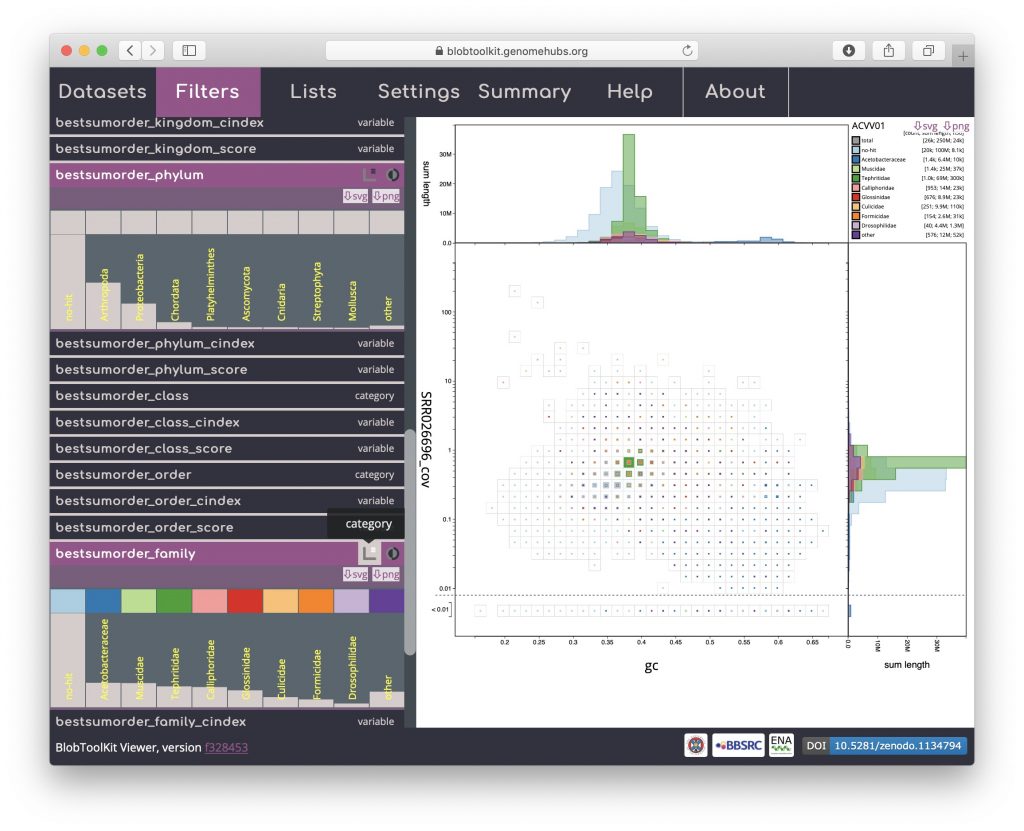 blobtoolkit.genomehubs.org
Datasets Filters Lists Settings Summary Help About
bestsumorder_kingdom_cindex variable
bestsumorder_kingdom_score variable
bestsumorder_phylum
svg png
no-hit
Arthropoda
Proteobacteria
Chordata
Platyhelminthes
Ascomycota
Cnidaria
Streptophyta
Mollusca
other
bestsumorder_phylum_cindex variable
bestsumorder_phylum_score variable
bestsumorder_class category
bestsumorder_class_cindex variable
bestsumorder_class_score variable
bestsumorder_order category
bestsumorder_order_cindex variable
bestsumorder_order_score
category
bestsumorder_family
svg png
no-hit
Acetobacteraceae
Muscidae
Tephritidae
Calliphoridae
Glossinidae
Culicidae
Formicidae
Drosophilidae
other
bestsumorder_family_cindex variable
BlobToolKit Viewer, version f328453
sum length
30M
20M
10M
0.0
ACVV01
svg png
total [26k; 250M; 24k]
no-hit [20k; 100M; 8.1k]
Acetobacteraceae [1.4k; 6.4M; 10k]
Muscidae [1.4k; 25M; 37k]
Tephritidae [1.0k; 69M; 300k]
Calliphoridae [953; 14M; 23k]
Glossinidae [676; 8.9M; 23k]
Culicidae [251; 9.9M; 110k]
Formicidae [154; 2.6M; 31k]
Drosophilidae [40; 4.4M; 1.3M]
other [576; 12M; 52k]
SRR026696_cov
100
10
1
0.1
0.01
< 0.01
0.2 0.25 0.3 0.35 0.4 0.45 0.5 0.55 0.6 0.65
gc
0.0 10M 20M 30M
sum length
BBSRC
ENA
DOI 10.5281/zenodo.1134794